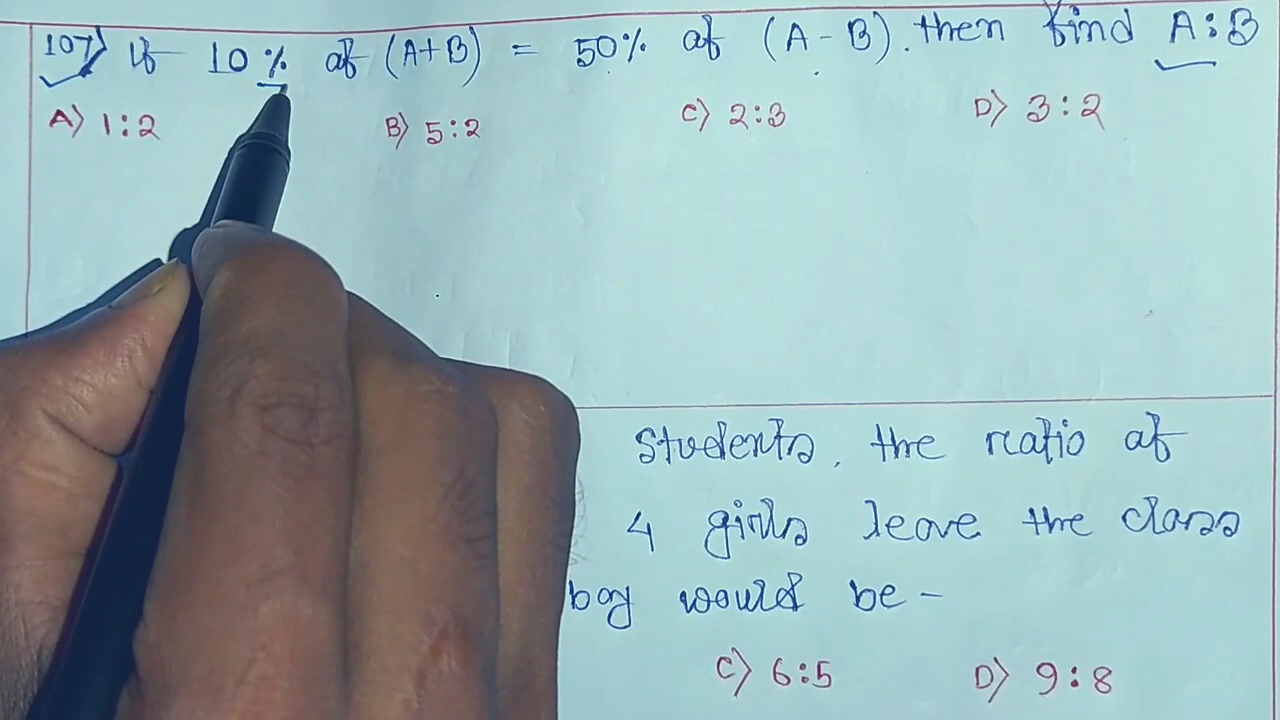 107) If 10% of (A+B) = 50% of (A-B). then find A:B
A) 1:2 B) 5:2 C) 2:3 D) 3:2
students, the ratio of
4 girls leave the class
boy would be -
C) 6:5 D) 9:8